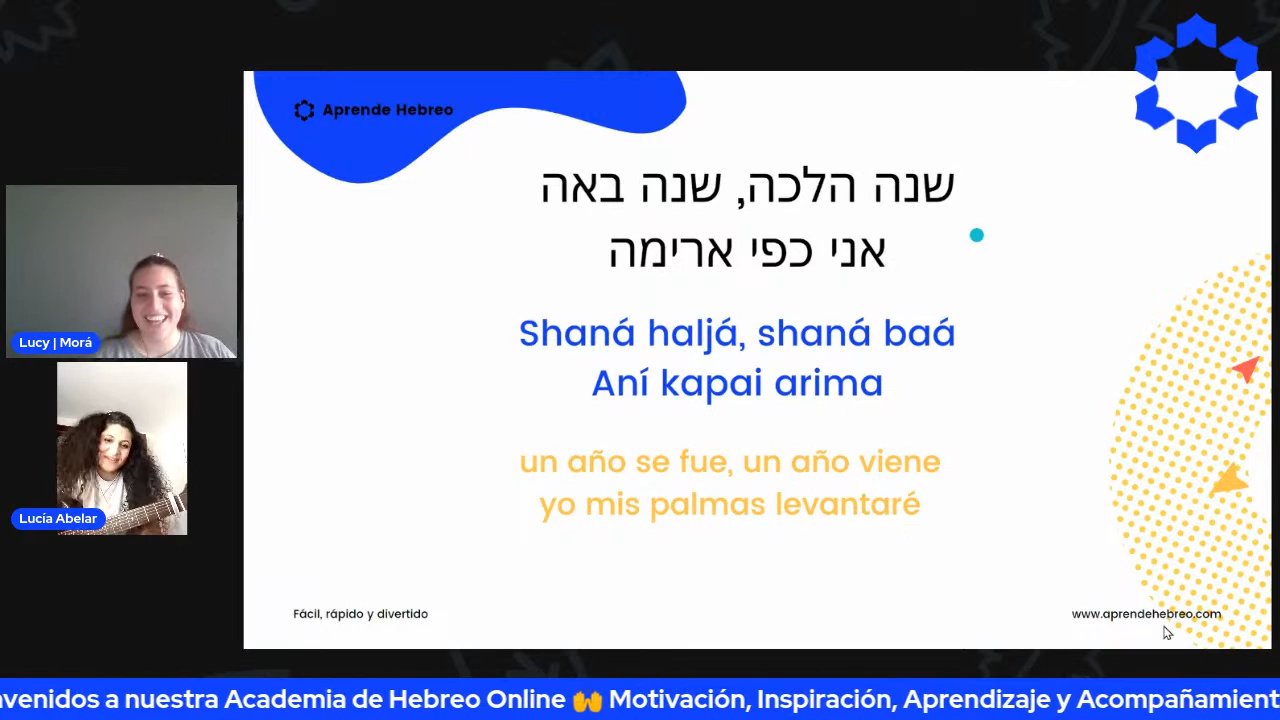 Aprende Hebreo
שנה הלכה, שנה באה
אני כפי ארימה
Shaná haljá, shaná baá
Aní kapai arima
un año se fue, un año viene
yo mis palmas levantaré
Fácil, rápido y divertido
www.aprendehebreo.com
Lucy | Morá
Lucía Abelar
nvenidos a nuestra Academia de Hebreo Online 🙌 Motivación, Inspiración, Aprendizaje y Acompañamient